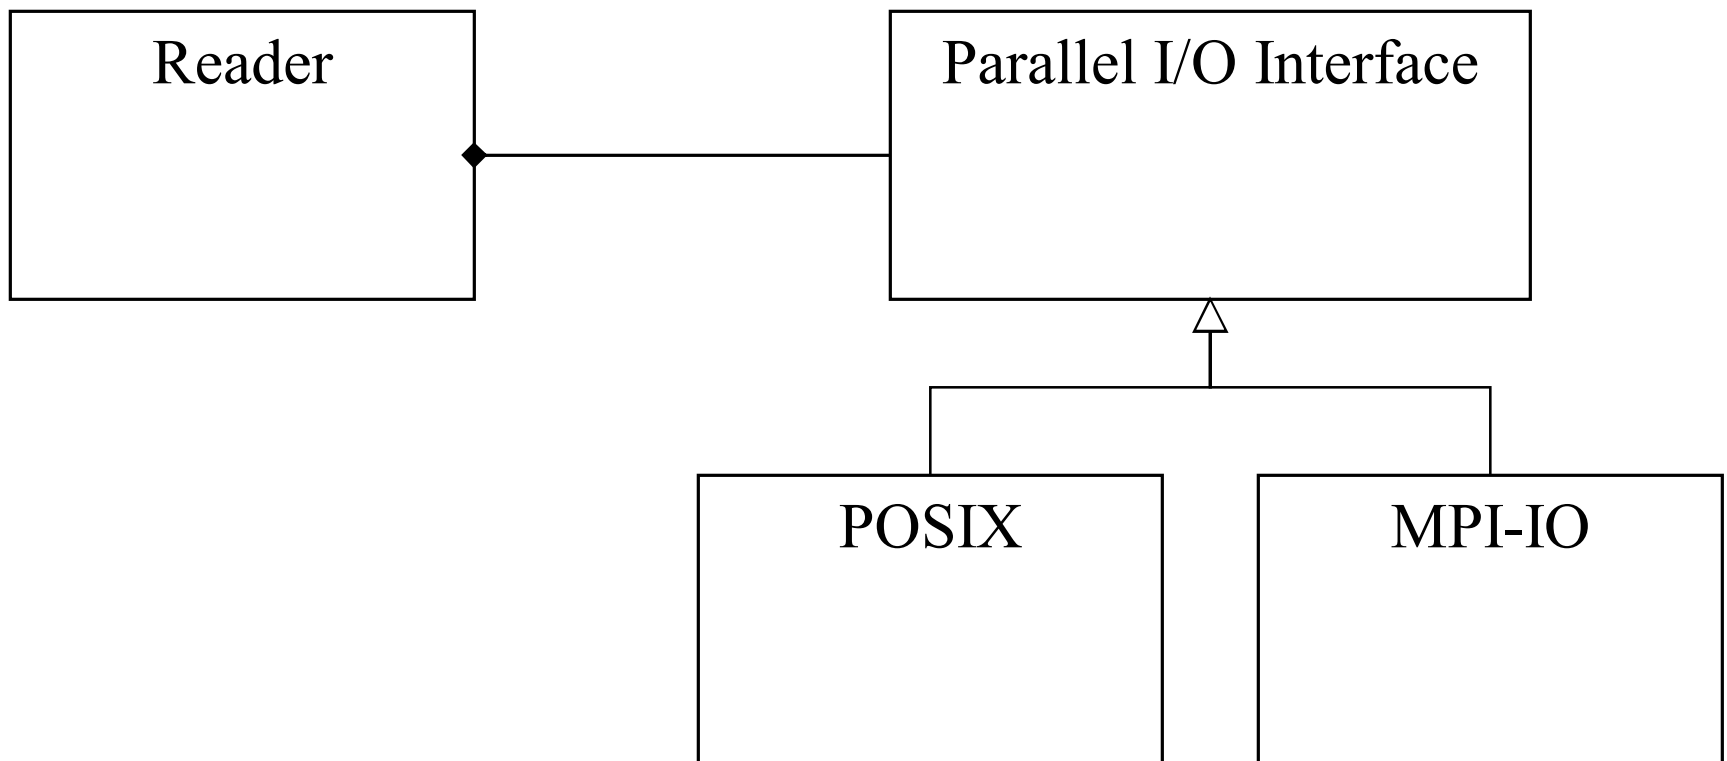 Reader
Parallel I/O Interface
POSIX
MPI-IO